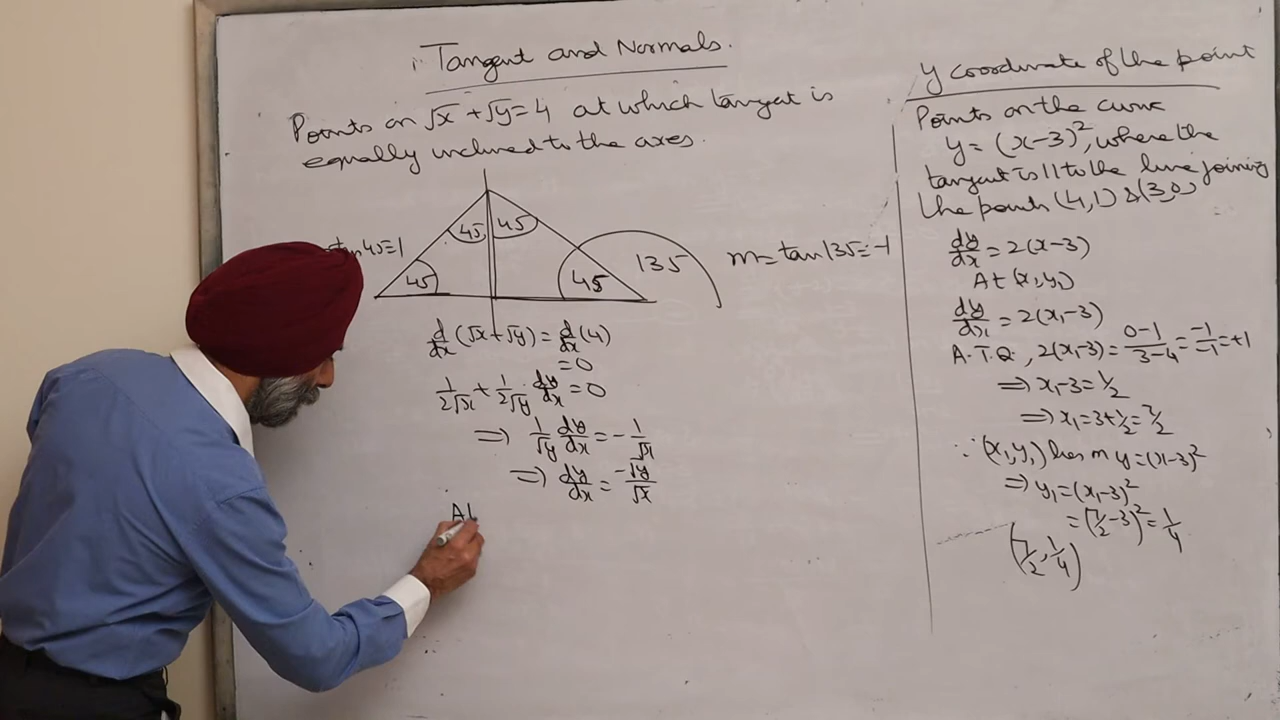 Tangent and Normals.
Points on √x + √y = 4 at which tangent is
equally inclined to the axes.
tan 45 = 1
45 45
45
45
135
m = tan 135 = -1
d/dx (√x + √y) = d/dx (4)
= 0
1/2√x + 1/2√y · dy/dx = 0
⇒ 1/√y dy/dx = - 1/√x
⇒ dy/dx = -√y/√x
At
Y coordinate of the point
Points on the curve
y = (x-3)², where the
tangent is || to the line joining
the points (4,1) & (3,0)
dy/dx = 2(x-3)
At (x₁y₁)
dy/dx = 2(x₁-3)
A.T.Q, 2(x₁-3) = 0-1/3-4 = -1/-1 = +1
⇒ x₁-3 = 1/2
⇒ x₁ = 3 + 1/2 = 7/2
∵ (x₁y₁) lies on y = (x-3)²
⇒ y₁ = (x₁-3)²
= (7/2 - 3)² = 1/4
(7/2, 1/4)